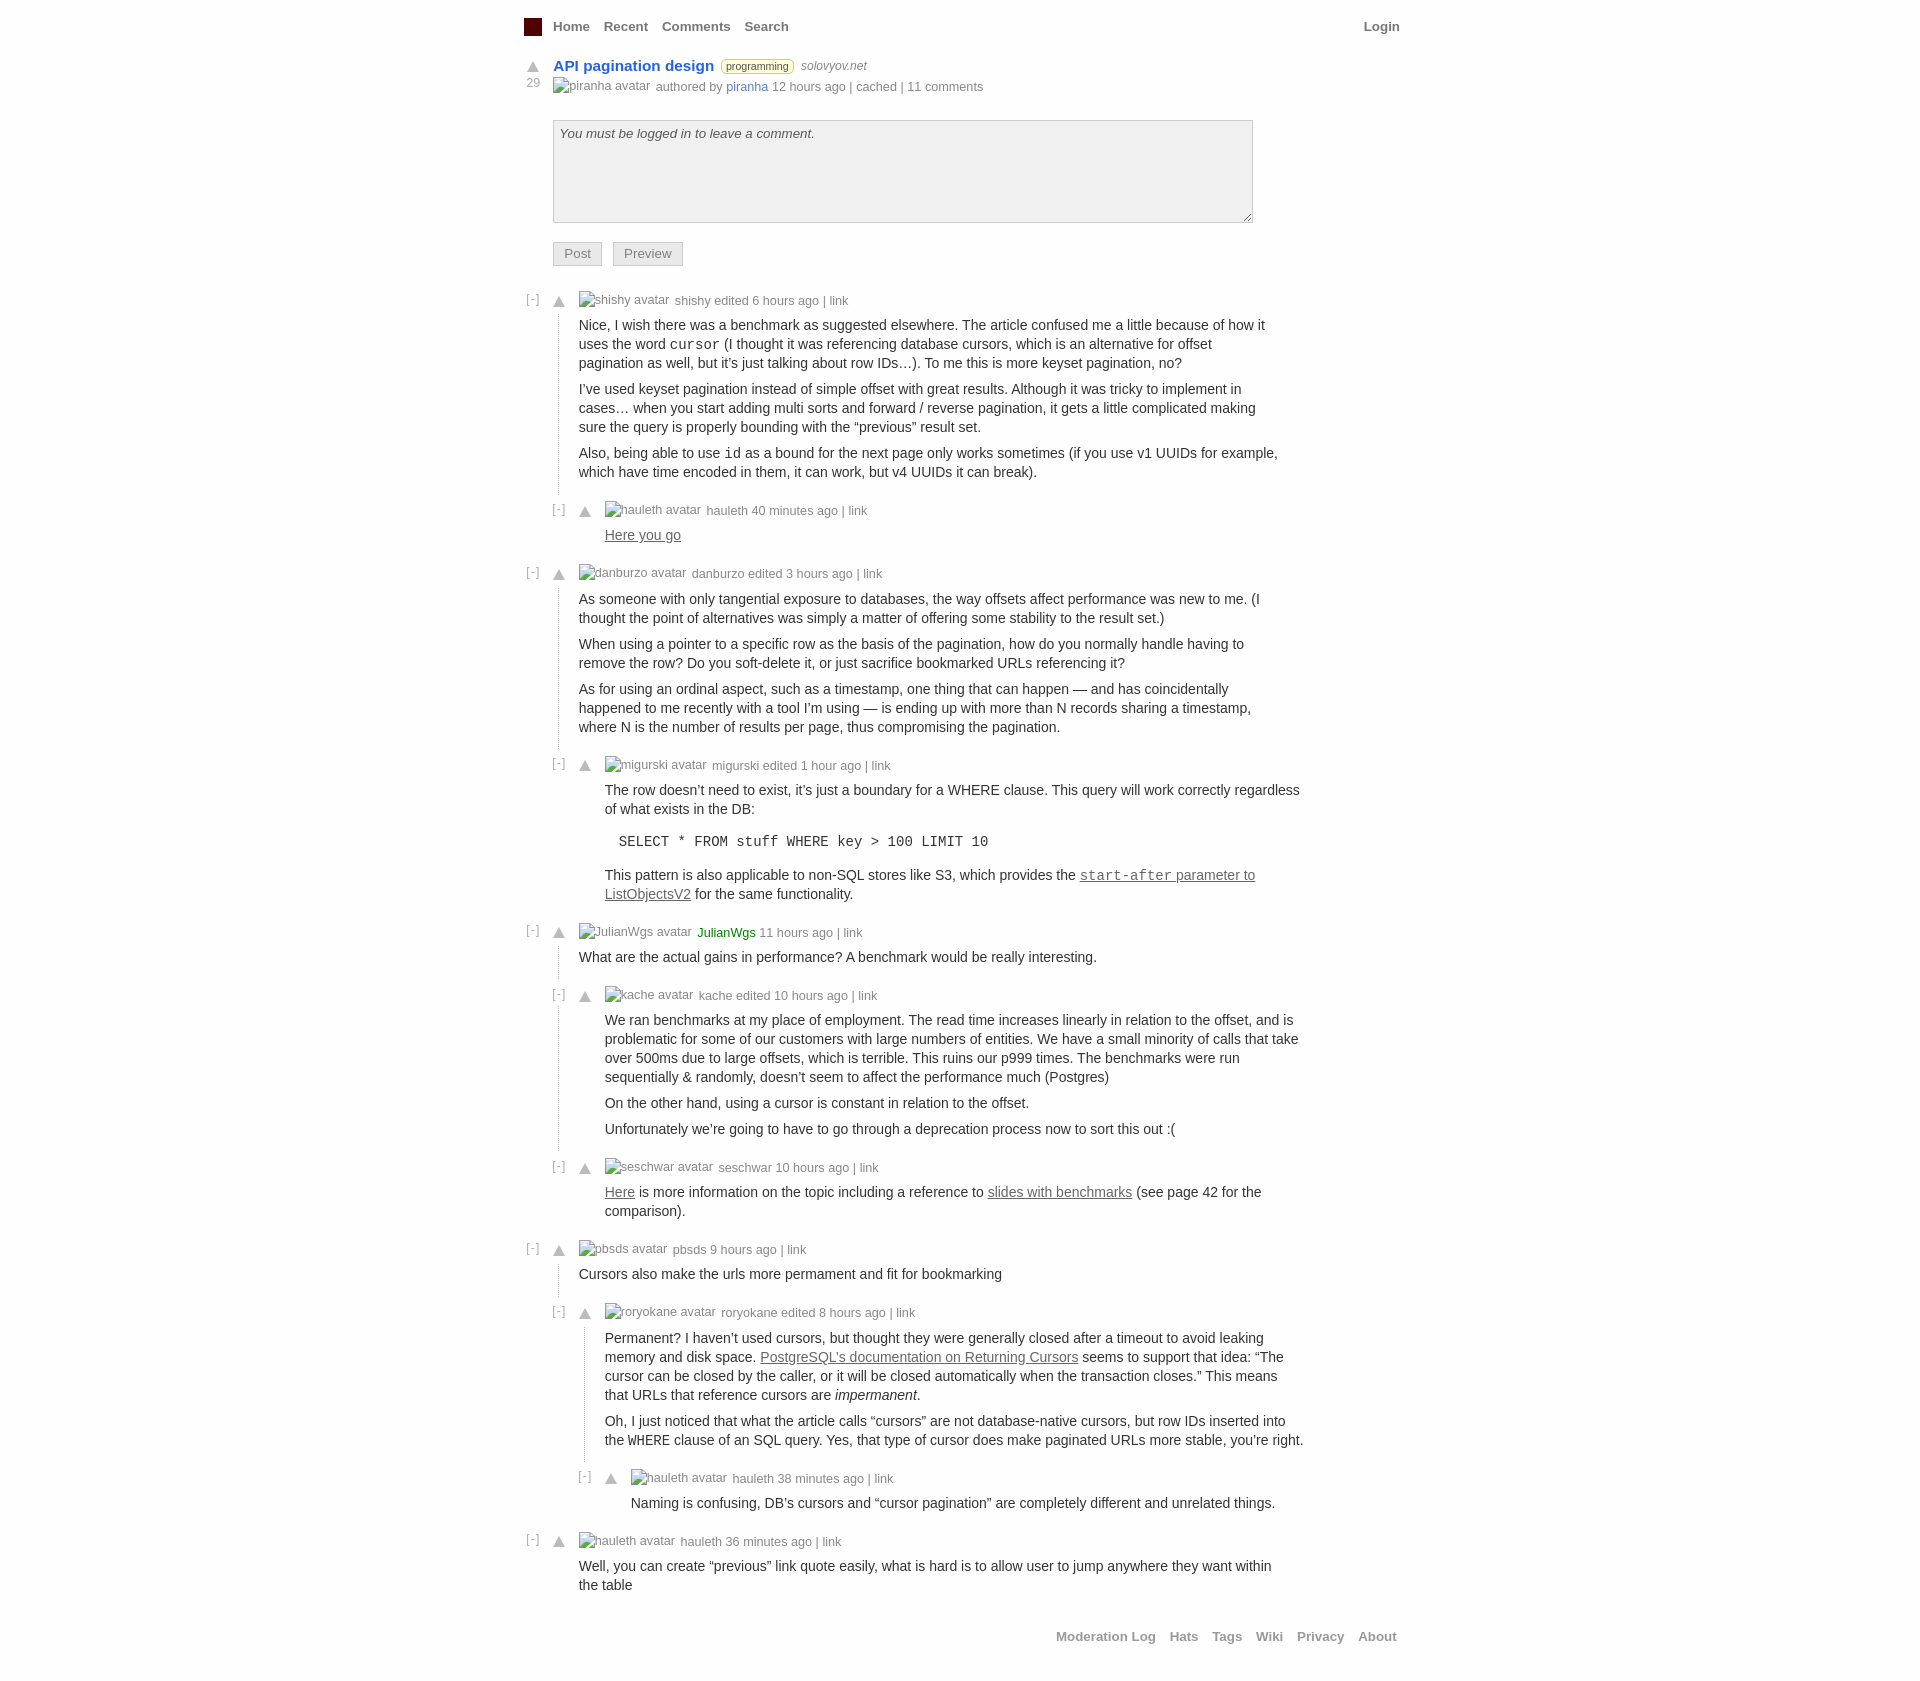 Home Recent Comments Search Login
API pagination design programming solovyov.net
29
piranha avatar authored by piranha 12 hours ago | cached | 11 comments
You must be logged in to leave a comment.
Post Preview
[-] shishy avatar shishy edited 6 hours ago | link
Nice, I wish there was a benchmark as suggested elsewhere. The article confused me a little because of how it
uses the word cursor (I thought it was referencing database cursors, which is an alternative for offset
pagination as well, but it’s just talking about row IDs…). To me this is more keyset pagination, no?
I’ve used keyset pagination instead of simple offset with great results. Although it was tricky to implement in
cases… when you start adding multi sorts and forward / reverse pagination, it gets a little complicated making
sure the query is properly bounding with the “previous” result set.
Also, being able to use id as a bound for the next page only works sometimes (if you use v1 UUIDs for example,
which have time encoded in them, it can work, but v4 UUIDs it can break).
[-] hauleth avatar hauleth 40 minutes ago | link
Here you go
[-] danburzo avatar danburzo edited 3 hours ago | link
As someone with only tangential exposure to databases, the way offsets affect performance was new to me. (I
thought the point of alternatives was simply a matter of offering some stability to the result set.)
When using a pointer to a specific row as the basis of the pagination, how do you normally handle having to
remove the row? Do you soft-delete it, or just sacrifice bookmarked URLs referencing it?
As for using an ordinal aspect, such as a timestamp, one thing that can happen — and has coincidentally
happened to me recently with a tool I’m using — is ending up with more than N records sharing a timestamp,
where N is the number of results per page, thus compromising the pagination.
[-] migurski avatar migurski edited 1 hour ago | link
The row doesn’t need to exist, it’s just a boundary for a WHERE clause. This query will work correctly regardless
of what exists in the DB:
SELECT * FROM stuff WHERE key > 100 LIMIT 10
This pattern is also applicable to non-SQL stores like S3, which provides the start-after parameter to
ListObjectsV2 for the same functionality.
[-] JulianWgs avatar JulianWgs 11 hours ago | link
What are the actual gains in performance? A benchmark would be really interesting.
[-] kache avatar kache edited 10 hours ago | link
We ran benchmarks at my place of employment. The read time increases linearly in relation to the offset, and is
problematic for some of our customers with large numbers of entities. We have a small minority of calls that take
over 500ms due to large offsets, which is terrible. This ruins our p999 times. The benchmarks were run
sequentially & randomly, doesn’t seem to affect the performance much (Postgres)
On the other hand, using a cursor is constant in relation to the offset.
Unfortunately we’re going to have to go through a deprecation process now to sort this out :(
[-] seschwar avatar seschwar 10 hours ago | link
Here is more information on the topic including a reference to slides with benchmarks (see page 42 for the
comparison).
[-] pbsds avatar pbsds 9 hours ago | link
Cursors also make the urls more permament and fit for bookmarking
[-] roryokane avatar roryokane edited 8 hours ago | link
Permanent? I haven’t used cursors, but thought they were generally closed after a timeout to avoid leaking
memory and disk space. PostgreSQL’s documentation on Returning Cursors seems to support that idea: “The
cursor can be closed by the caller, or it will be closed automatically when the transaction closes.” This means
that URLs that reference cursors are impermanent.
Oh, I just noticed that what the article calls “cursors” are not database-native cursors, but row IDs inserted into
the WHERE clause of an SQL query. Yes, that type of cursor does make paginated URLs more stable, you’re right.
[-] hauleth avatar hauleth 38 minutes ago | link
Naming is confusing, DB’s cursors and “cursor pagination” are completely different and unrelated things.
[-] hauleth avatar hauleth 36 minutes ago | link
Well, you can create “previous” link quote easily, what is hard is to allow user to jump anywhere they want within
the table
Moderation Log Hats Tags Wiki Privacy About